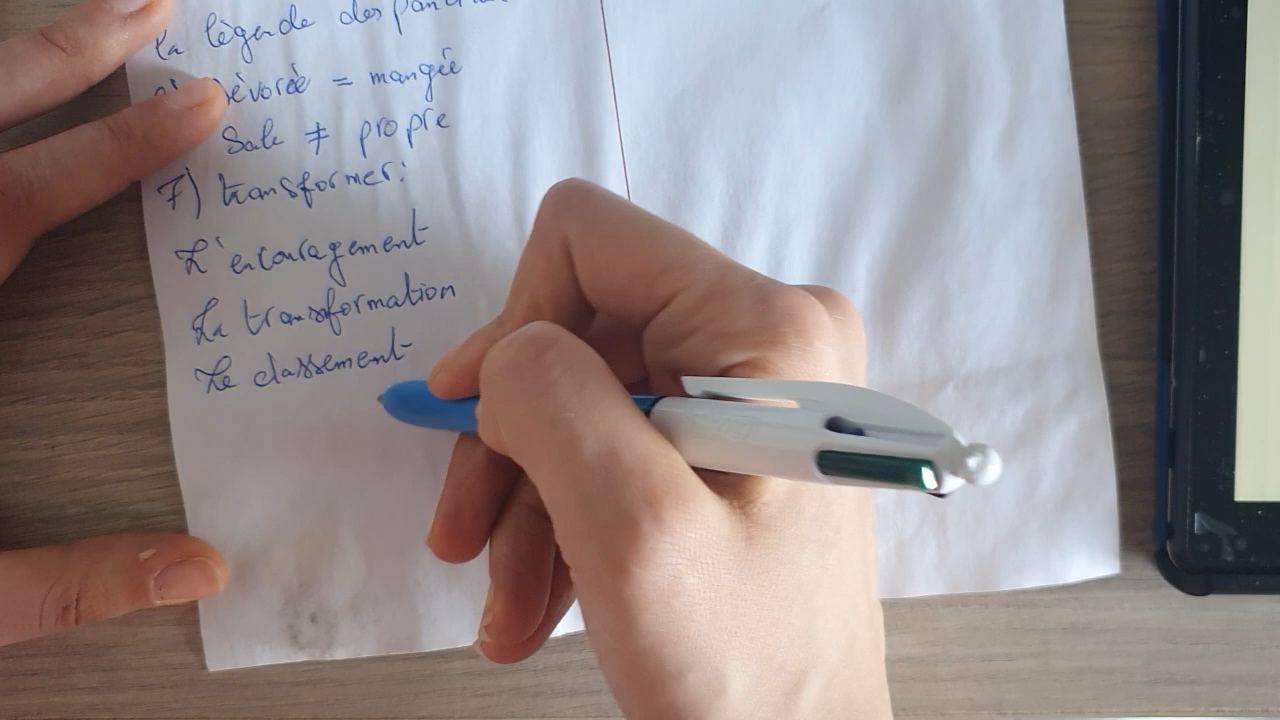 la légende des
dévorée = mangée
Sale ≠ propre
7) transformer:
L'encouragement
La transformation
Le classement